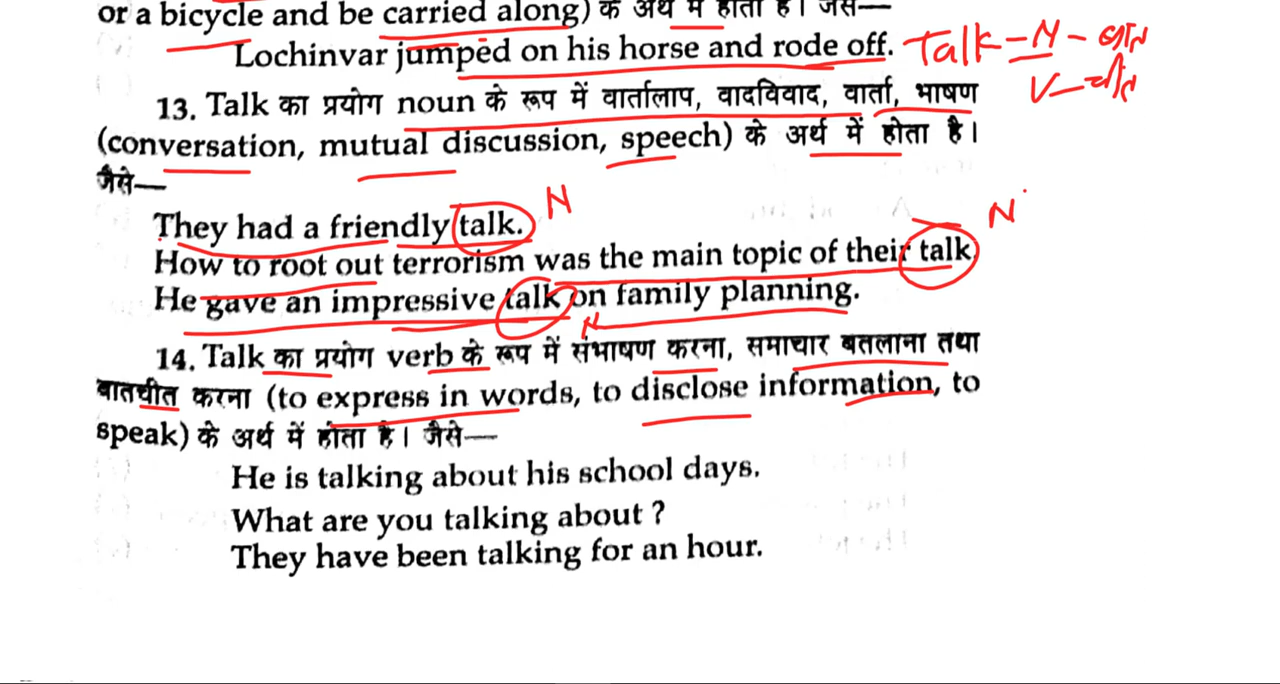 or a bicycle and be carried along) के अर्थ में होता है। जैसे—
Lochinvar jumped on his horse and rode off.
Talk – N –
V –
13. Talk का प्रयोग noun के रूप में वार्तालाप, वादविवाद, वार्ता, भाषण
(conversation, mutual discussion, speech) के अर्थ में होता है।
जैसे—
They had a friendly talk. N
How to root out terrorism was the main topic of their talk. N
He gave an impressive talk on family planning.
N
14. Talk का प्रयोग verb के रूप में संभाषण करना, समाचार बतलाना तथा
बातचीत करना (to express in words, to disclose information, to
speak) के अर्थ में होता है। जैसे—
He is talking about his school days.
What are you talking about ?
They have been talking for an hour.